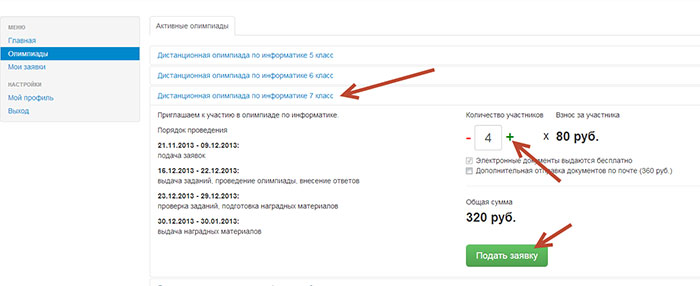 МЕНЮ
Главная
Олимпиады
Мои заявки
НАСТРОЙКИ
Мой профиль
Выход
Активные олимпиады
Дистанционная олимпиада по информатике 5 класс
Дистанционная олимпиада по информатике 6 класс
Дистанционная олимпиада по информатике 7 класс
Приглашаем к участию в олимпиаде по информатике.
Порядок проведения
21.11.2013 - 09.12.2013:
подача заявок
16.12.2013 - 22.12.2013:
выдача заданий, проведение олимпиады, внесение ответов
23.12.2013 - 29.12.2013:
проверка заданий, подготовка наградных материалов
30.12.2013 - 30.01.2013:
выдача наградных материалов
Количество участников Взнос за участника
- 4 + x 80 руб.
Электронные документы выдаются бесплатно
Дополнительная отправка документов по почте (360 руб.)
Общая сумма
320 руб.
Подать заявку